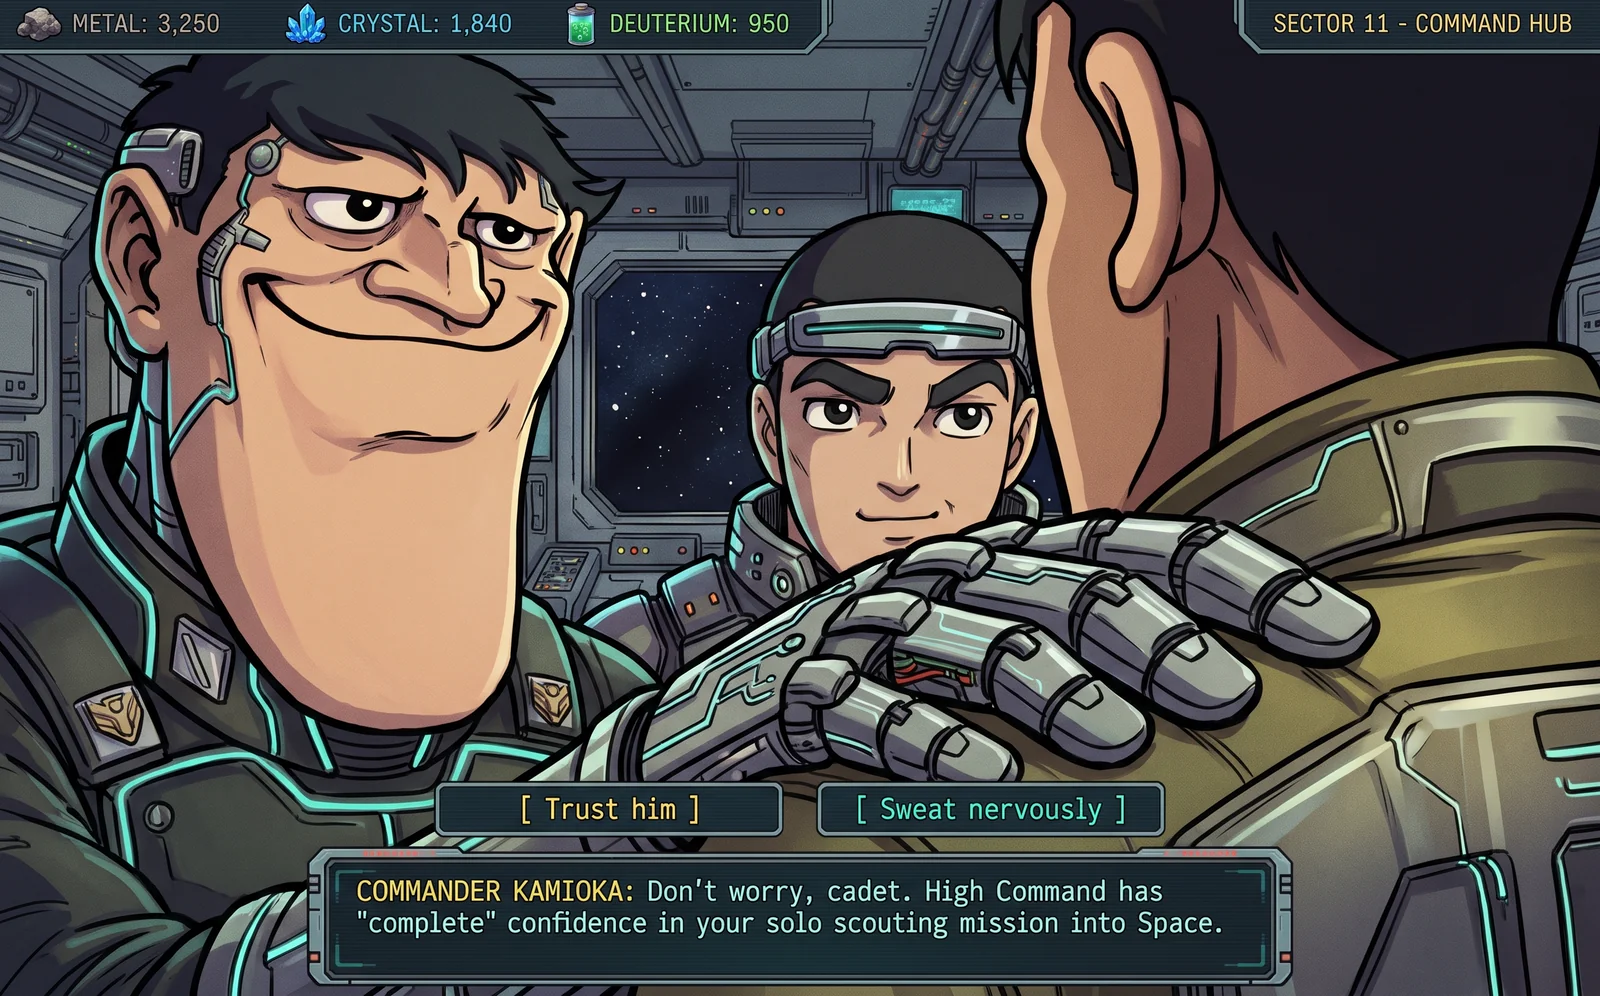 METAL: 3,250
CRYSTAL: 1,840
DEUTERIUM: 950
SECTOR 11 - COMMAND HUB
[ Trust him ]
[ Sweat nervously ]
COMMANDER KAMIOKA: Don't worry, cadet. High Command has
"complete" confidence in your solo scouting mission into Space.